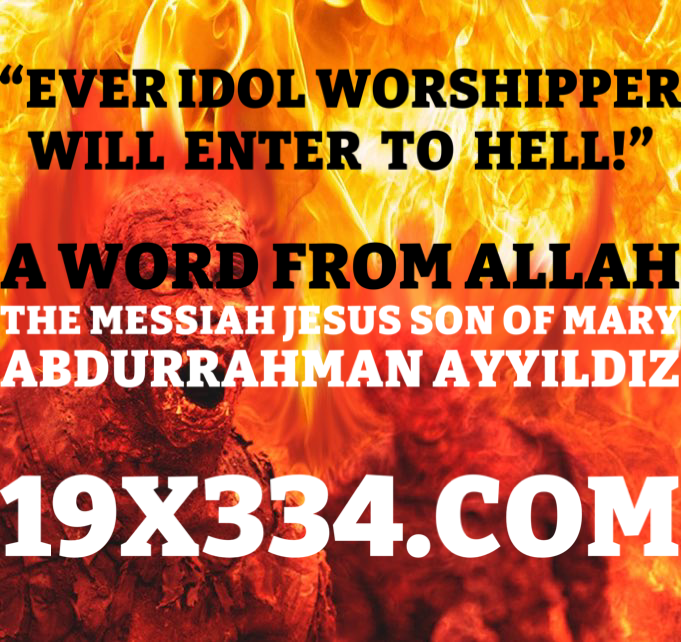 “EVER IDOL WORSHIPPER
WILL ENTER TO HELL!”
A WORD FROM ALLAH
THE MESSIAH JESUS SON OF MARY
ABDURRAHMAN AYYILDIZ
19X334.COM